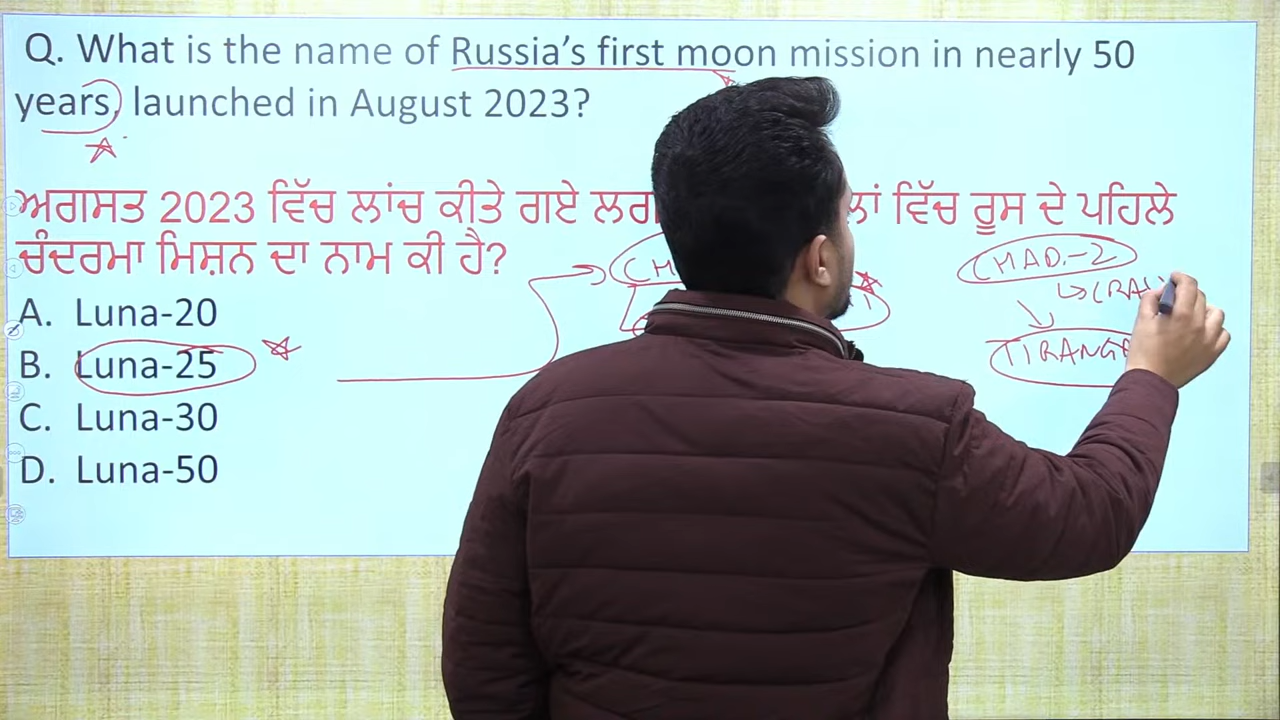 Q. What is the name of Russia's first moon mission in nearly 50
years, launched in August 2023?
ਅਗਸਤ 2023 ਵਿੱਚ ਲਾਂਚ ਕੀਤੇ ਗਏ ਵਿੱਚ ਰੂਸ ਦੇ ਪਹਿਲੇ
ਚੰਦਰਮਾ ਮਿਸ਼ਨ ਦਾ ਨਾਮ ਕੀ ਹੈ?
CHAD.-2
A. Luna-20
B. Luna-25
C. Luna-30
D. Luna-50